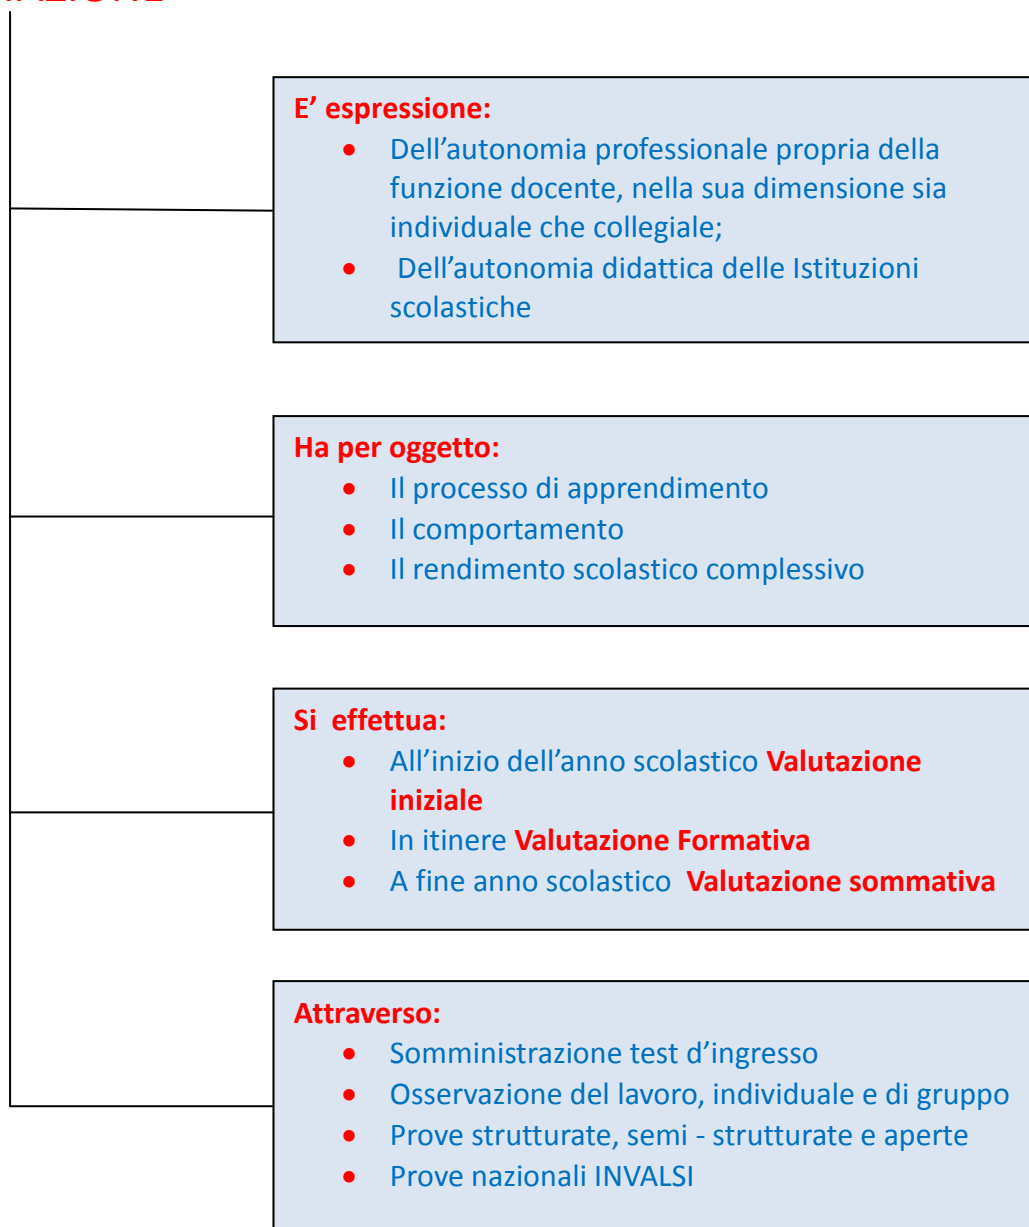 E’ espressione:
• Dell’autonomia professionale propria della
funzione docente, nella sua dimensione sia
individuale che collegiale;
• Dell’autonomia didattica delle Istituzioni
scolastiche
Ha per oggetto:
• Il processo di apprendimento
• Il comportamento
• Il rendimento scolastico complessivo
Si effettua:
• All’inizio dell’anno scolastico Valutazione
iniziale
• In itinere Valutazione Formativa
• A fine anno scolastico Valutazione sommativa
Attraverso:
• Somministrazione test d’ingresso
• Osservazione del lavoro, individuale e di gruppo
• Prove strutturate, semi - strutturate e aperte
• Prove nazionali INVALSI